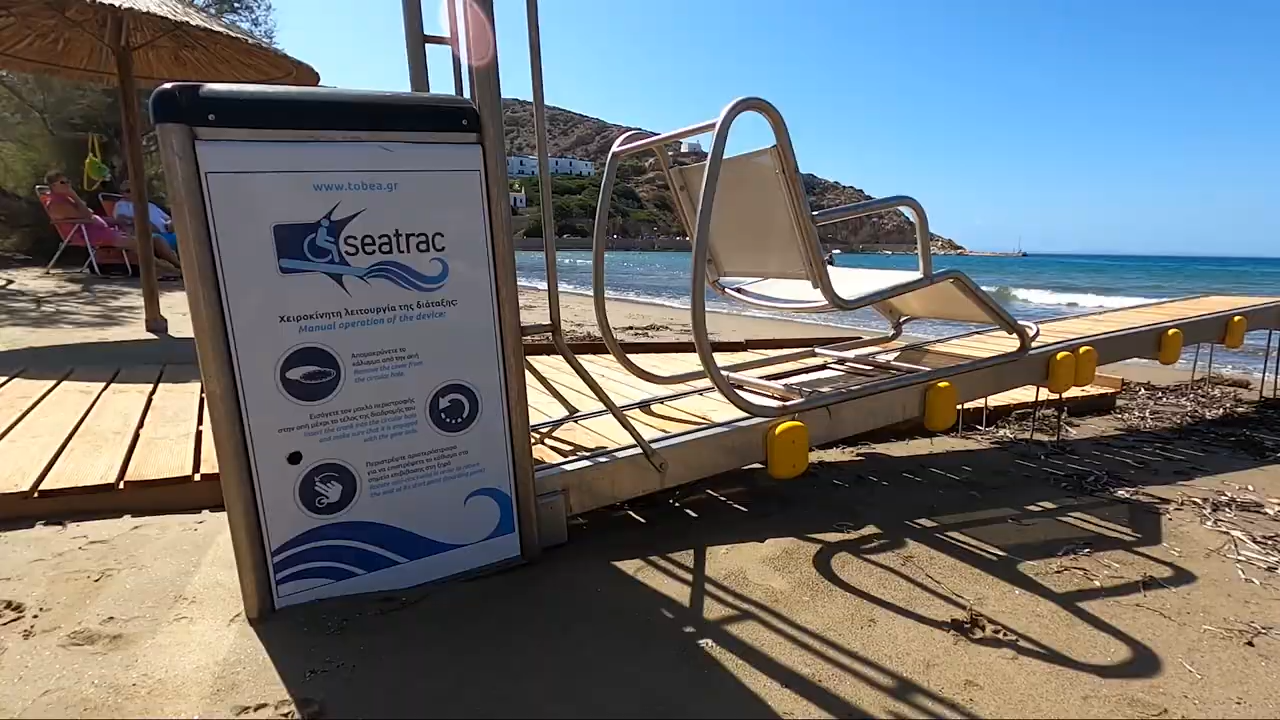 www.tobea.gr
seatrac
Χειροκίνητη λειτουργία της διάταξης:
Manual operation of the device:
Απομακρύνετε το
κάλυμμα από την οπή
Remove the cover from
the circular hole.
Εισάγετε τον μοχλό περιστροφής
στην οπή μέχρι το τέλος της διαδρομής του
Insert the crank into the circular hole
and make sure that it is engaged
with the gear axle.
Περιστρέψτε αριστερόστροφα
για να επιστρέψετε το κάθισμα στο
σημείο επιβίβασης στη ξηρά
Rotate anti-clockwise in order to return
the seat at its start point (boarding point)